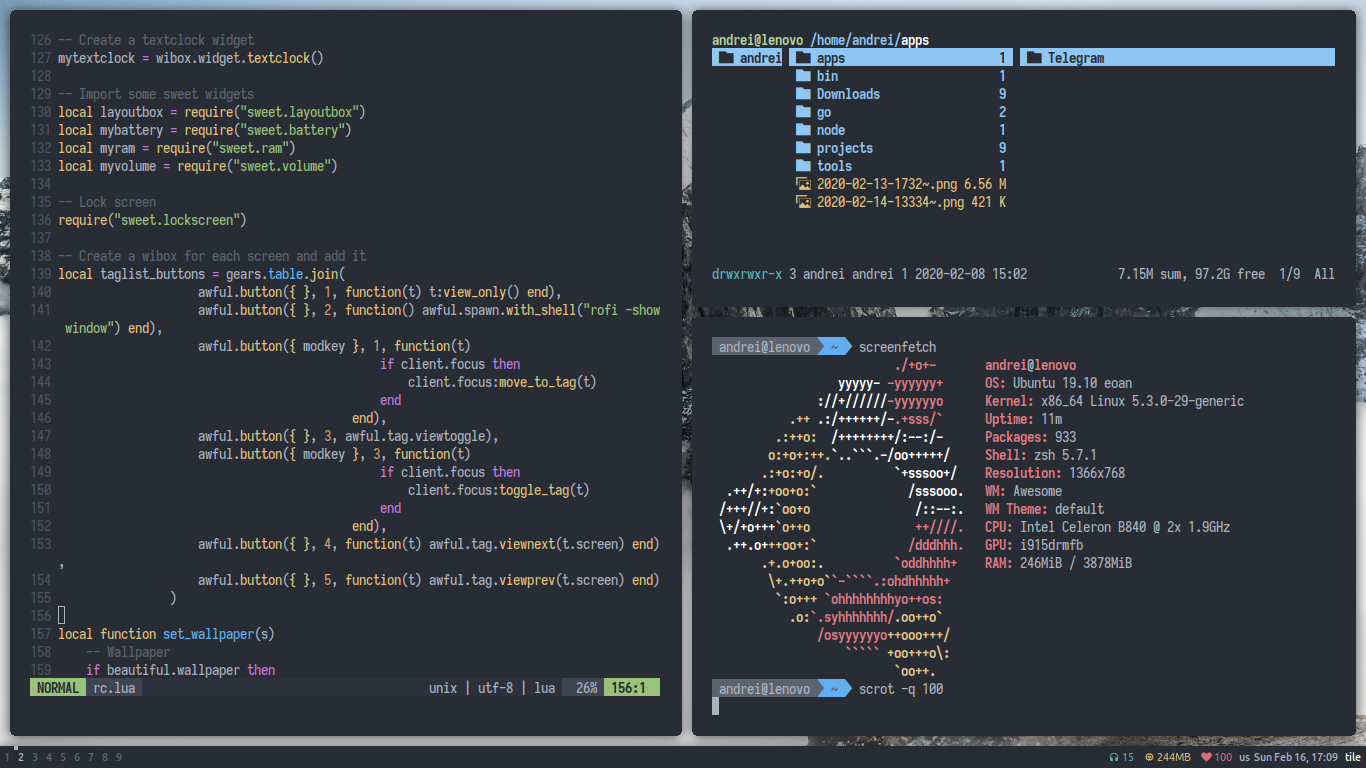 126 -- Create a textclock widget
127 mytextclock = wibox.widget.textclock()
128
129 -- Import some sweet widgets
130 local layoutbox = require("sweet.layoutbox")
131 local mybattery = require("sweet.battery")
132 local myram = require("sweet.ram")
133 local myvolume = require("sweet.volume")
134
135 -- Lock screen
136 require("sweet.lockscreen")
137
138 -- Create a wibox for each screen and add it
139 local taglist_buttons = gears.table.join(
140 awful.button({ }, 1, function(t) t:view_only() end),
141 awful.button({ }, 2, function() awful.spawn.with_shell("rofi -show
window") end),
142 awful.button({ modkey }, 1, function(t)
143 if client.focus then
144 client.focus:move_to_tag(t)
145 end
146 end),
147 awful.button({ }, 3, awful.tag.viewtoggle),
148 awful.button({ modkey }, 3, function(t)
149 if client.focus then
150 client.focus:toggle_tag(t)
151 end
152 end),
153 awful.button({ }, 4, function(t) awful.tag.viewnext(t.screen) end)
,
154 awful.button({ }, 5, function(t) awful.tag.viewprev(t.screen) end)
155 )
156
157 local function set_wallpaper(s)
158 -- Wallpaper
159 if beautiful.wallpaper then
NORMAL rc.lua unix | utf-8 | lua 26% 156:1
andrei@lenovo /home/andrei/apps
andrei apps 1 Telegram
bin 1
Downloads 9
go 2
node 1
projects 9
tools 1
2020-02-13-1732~.png 6.56 M
2020-02-14-13334~.png 421 K
drwxrwxr-x 3 andrei andrei 1 2020-02-08 15:02 7.15M sum, 97.2G free 1/9 All
andrei@lenovo ~ screenfetch
./+o+- andrei@lenovo
yyyyy- -yyyyyy+ OS: Ubuntu 19.10 eoan
://+//////-yyyyyyo Kernel: x86_64 Linux 5.3.0-29-generic
.++ .:/++++++/-.+sss/` Uptime: 11m
.:++o: /++++++++/:--:/- Packages: 933
o:+o+:++.`..```.-/oo+++++/ Shell: zsh 5.7.1
.:+o:+o/. `+sssoo+/ Resolution: 1366x768
.++/+:+oo+o:` /sssooo. WM: Awesome
/+++//+:`oo+o /::--:. WM Theme: default
\+/+o+++`o++o ++////. CPU: Intel Celeron B840 @ 2x 1.9GHz
.++.o+++oo+:` /dddhhh. GPU: i915drmfb
.+.o+oo:. `oddhhhh+ RAM: 246MiB / 3878MiB
\+.++o+o``-````.:ohdhhhhh+
`:o+++ `ohhhhhhhhyo++os:
.o:`.syhhhhhhh/.oo++o`
/osyyyyyyo++ooo+++/
````` +oo+++o\:
`oo++.
andrei@lenovo ~ scrot -q 100
1 2 3 4 5 6 7 8 9 15 244MB 100 us Sun Feb 16, 17:09 tile